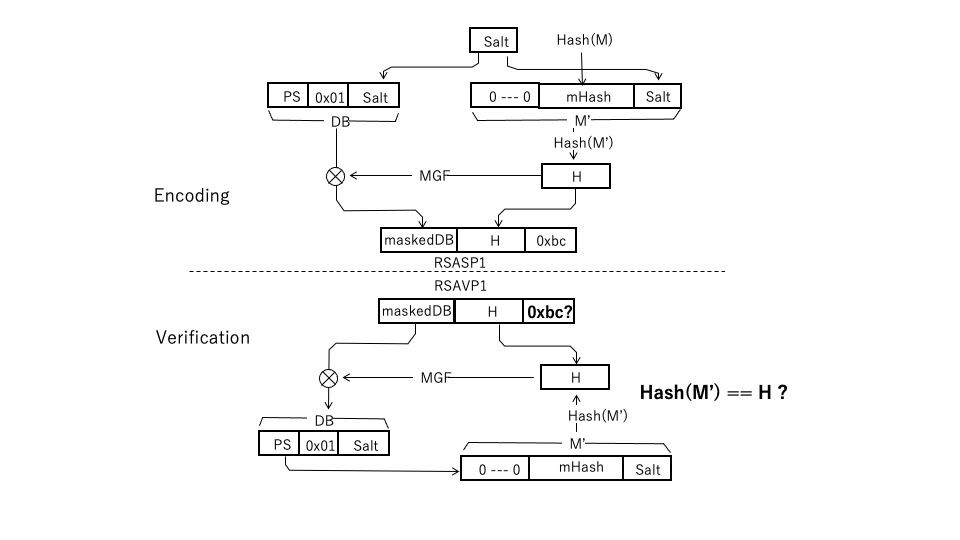 Salt
Hash(M)
PS 0x01 Salt
0 --- 0 mHash Salt
DB
M’
Hash(M’)
MGF
H
Encoding
maskedDB H 0xbc
RSASP1
RSAVP1
maskedDB H 0xbc?
Verification
MGF
H
Hash(M’) == H ?
DB
Hash(M’)
PS 0x01 Salt
M’
0 --- 0 mHash Salt